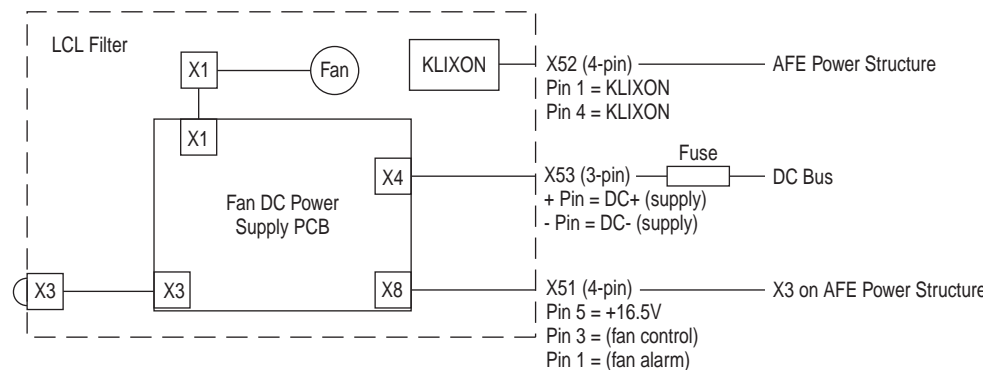 LCL Filter
X1
Fan
KLIXON
X52 (4-pin)
AFE Power Structure
Pin 1 = KLIXON
Pin 4 = KLIXON
X1
Fuse
X4
X53 (3-pin)
DC Bus
+ Pin = DC+ (supply)
- Pin = DC- (supply)
Fan DC Power
Supply PCB
X3
X3
X8
X51 (4-pin)
X3 on AFE Power Structure
Pin 5 = +16.5V
Pin 3 = (fan control)
Pin 1 = (fan alarm)